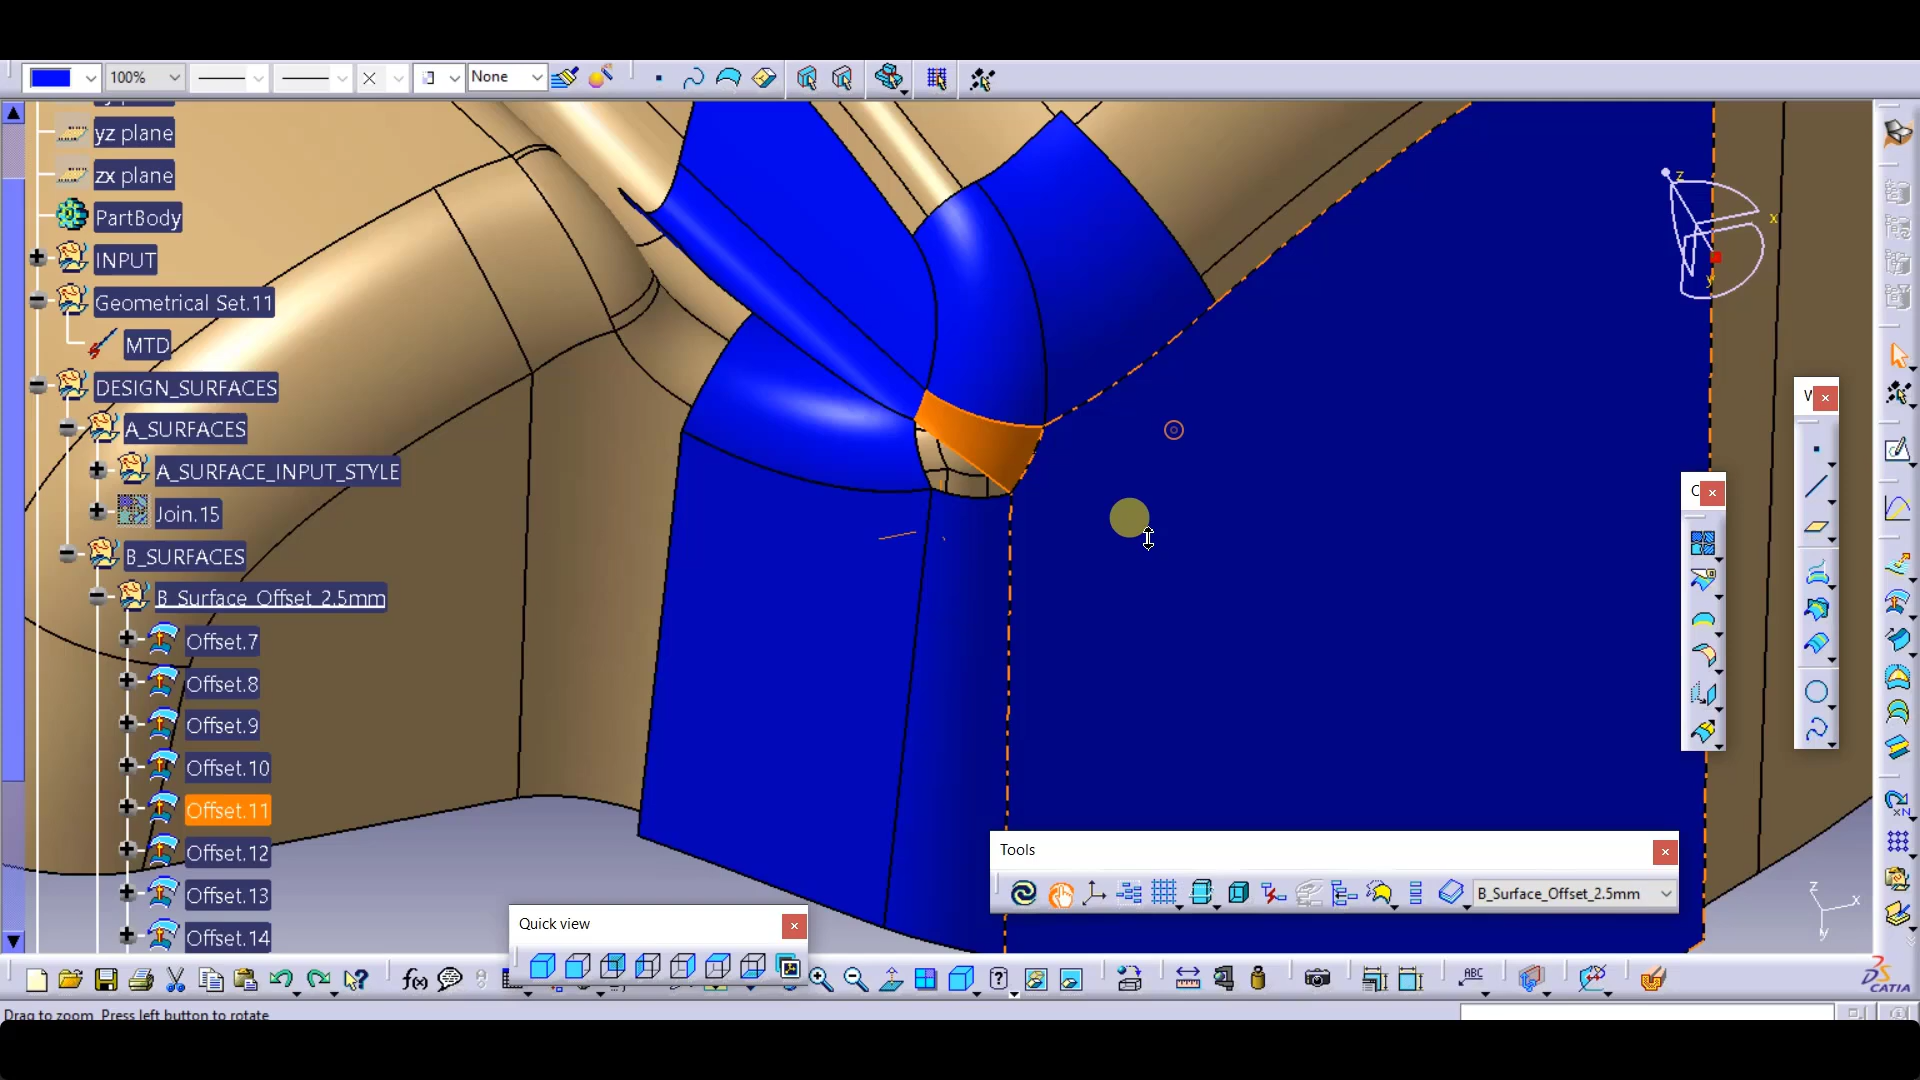 100%
None
yz plane
zx plane
PartBody
INPUT
Geometrical Set.11
MTD
DESIGN_SURFACES
A_SURFACES
A_SURFACE_INPUT_STYLE
Join.15
B_SURFACES
B_Surface_Offset_2.5mm
Offset.7
Offset.8
Offset.9
Offset.10
Offset.11
Offset.12
Offset.13
Offset.14
z
x
y
W
C
Tools
B_Surface_Offset_2.5mm
Quick view
z
x
y
f(x)
ABC
CATIA
Drag to zoom Press left button to rotate